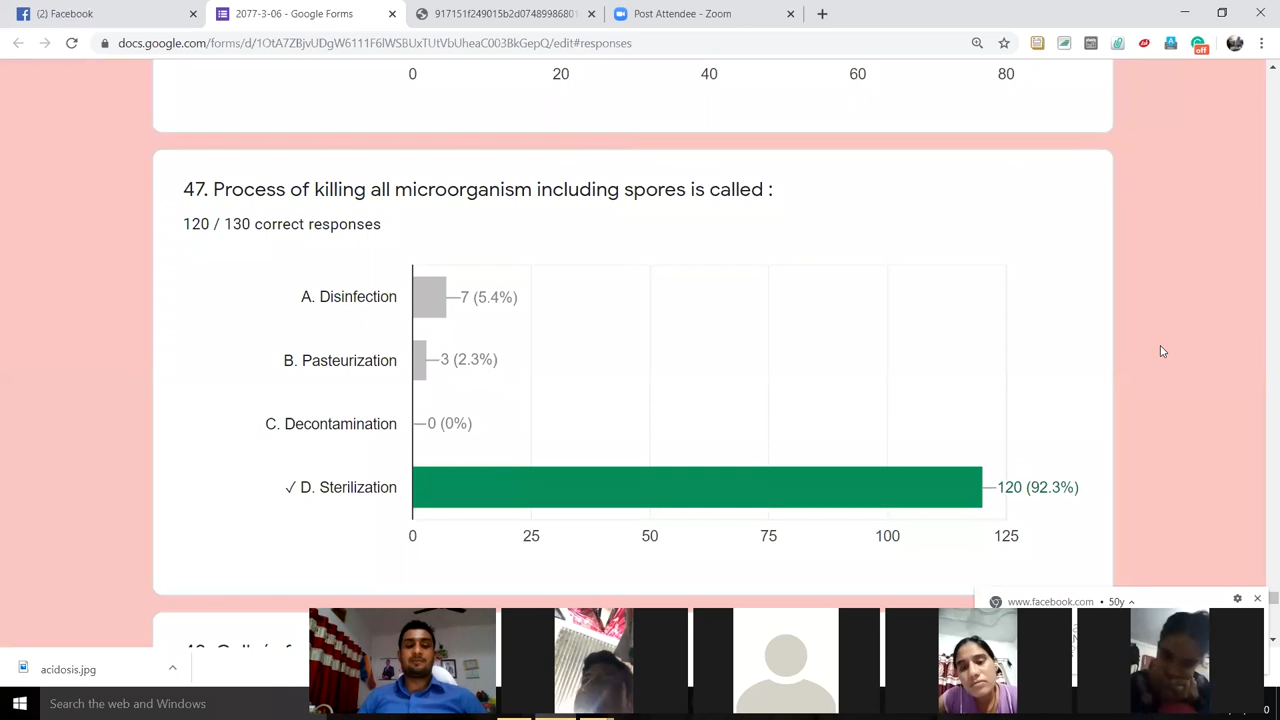 (2) Facebook
2077-3-06 - Google Forms
917151f249015b2d07489986801
Post Attendee - Zoom
docs.google.com/forms/d/1OtA7ZBjvUDgW6111F6lWSBUxTUtVbUheaC003BkGepQ/edit#responses
off
0 20 40 60 80
47. Process of killing all microorganism including spores is called :
120 / 130 correct responses
A. Disinfection 7 (5.4%)
B. Pasteurization 3 (2.3%)
C. Decontamination 0 (0%)
✓ D. Sterilization 120 (92.3%)
0 25 50 75 100 125
www.facebook.com • 50y
acidosis.jpg
Search the web and Windows